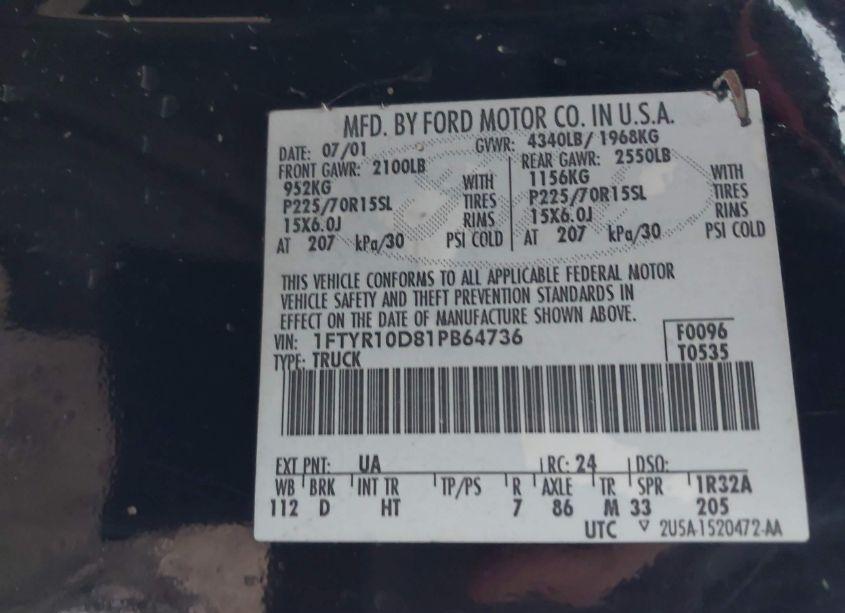 MFD. BY FORD MOTOR CO. IN U.S.A.
DATE: 07/01 GVWR: 4340LB/ 1968KG
FRONT GAWR: 2100LB REAR GAWR: 2550LB
952KG WITH 1156KG WITH
P225/70R15SL TIRES P225/70R15SL TIRES
15X6.0J RIMS 15X6.0J RIMS
AT 207 kPa/30 PSI COLD AT 207 kPa/30 PSI COLD
THIS VEHICLE CONFORMS TO ALL APPLICABLE FEDERAL MOTOR
VEHICLE SAFETY AND THEFT PREVENTION STANDARDS IN
EFFECT ON THE DATE OF MANUFACTURE SHOWN ABOVE.
VIN: 1FTYR10D81PB64736 F0096
TYPE: TRUCK T0535
EXT PNT: UA RC: 24 DSO:
WB BRK INT TR TP/PS R AXLE TR SPR 1R32A
112 D HT 7 86 M 33 205
UTC ▽ 2U5A-1520472-AA